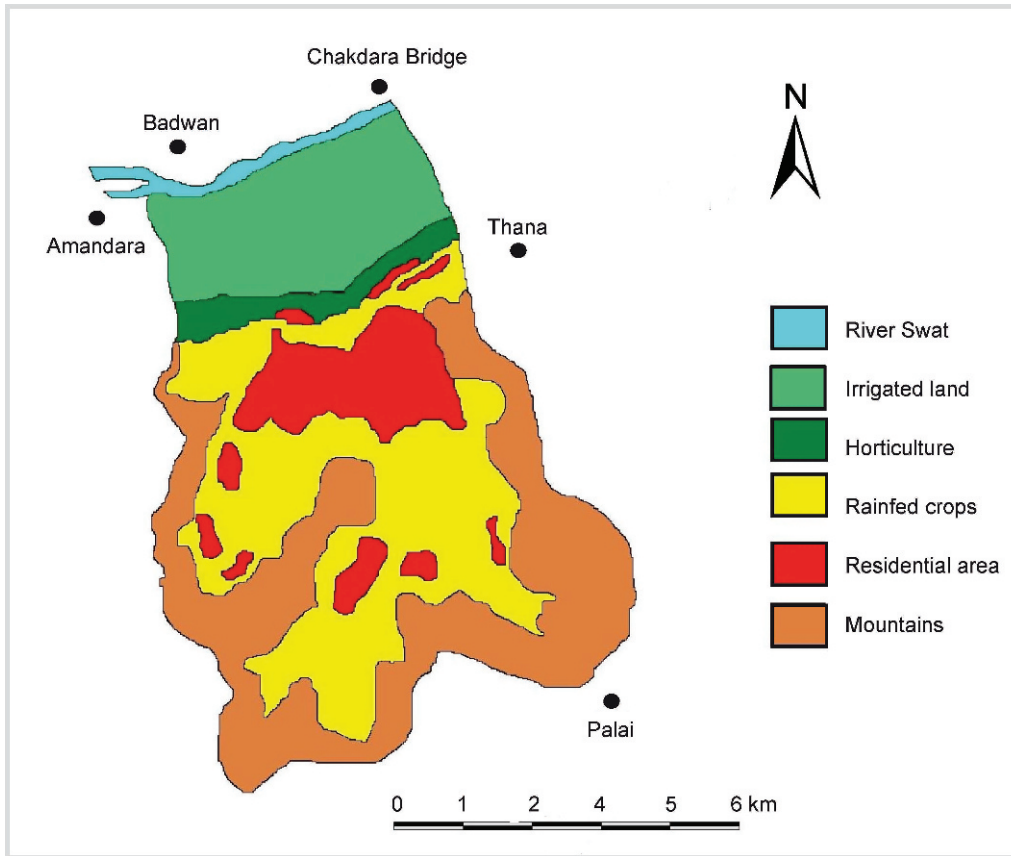 Chakdara Bridge
Badwan
N
Amandara
Thana
River Swat
Irrigated land
Horticulture
Rainfed crops
Residential area
Mountains
Palai
0 1 2 4 5 6 km